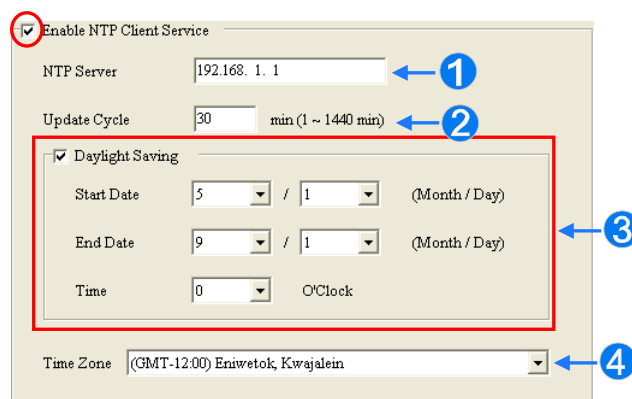 Enable NTP Client Service
NTP Server 192.168. 1. 1 1
Update Cycle 30 min (1 ~ 1440 min) 2
Daylight Saving
Start Date 5 / 1 (Month / Day)
3
End Date 9 / 1 (Month / Day)
Time 0 O'Clock
Time Zone (GMT-12:00) Eniwetok, Kwajalein 4